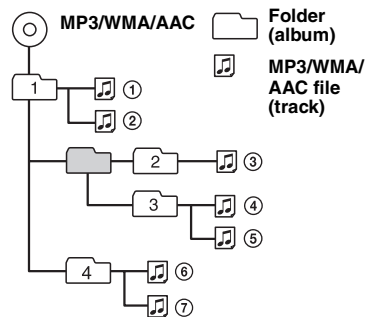 MP3/WMA/AAC
Folder
(album)
MP3/WMA/
AAC file
(track)
1
①
②
2
③
3
④
⑤
4
⑥
⑦